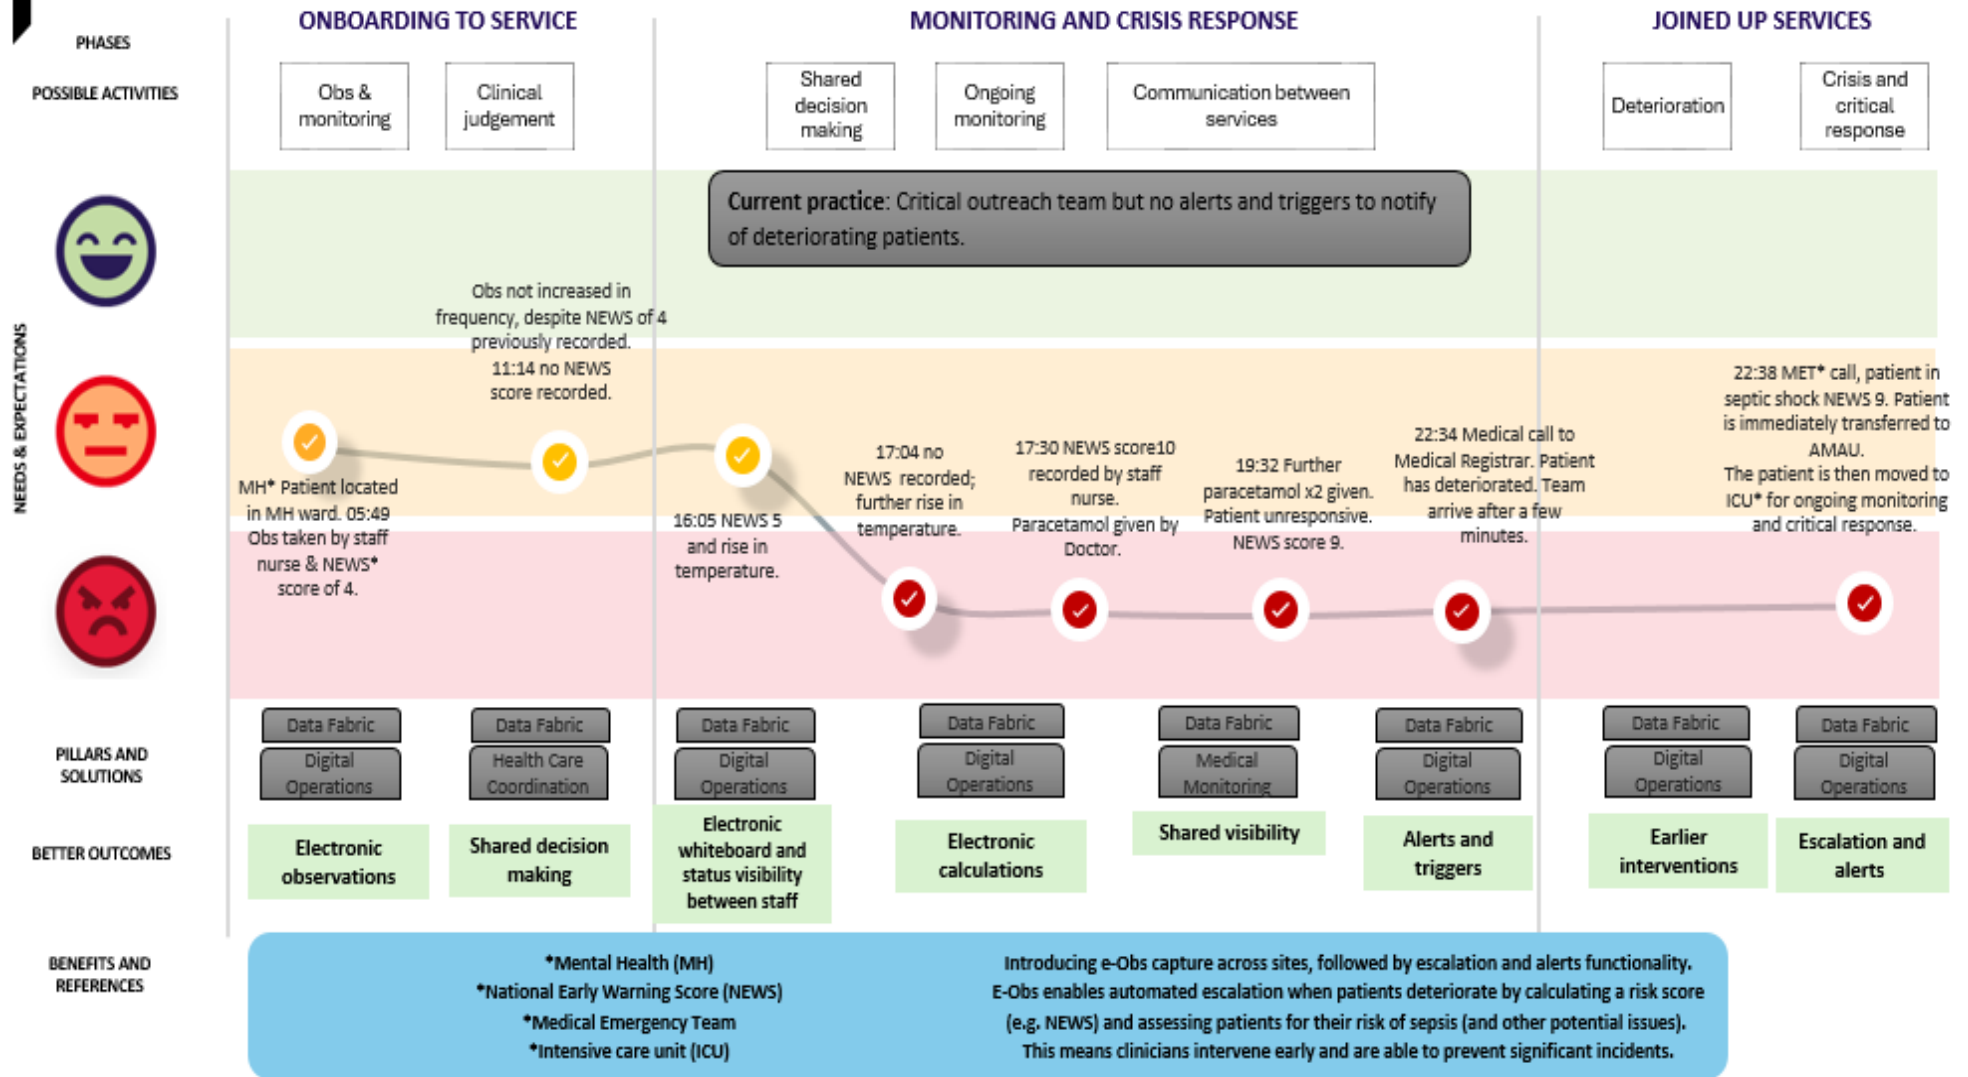 PHASES
ONBOARDING TO SERVICE
MONITORING AND CRISIS RESPONSE
JOINED UP SERVICES
POSSIBLE ACTIVITIES
Obs &
monitoring
Clinical
judgement
Shared
decision
making
Ongoing
monitoring
Communication between
services
Deterioration
Crisis and
critical
response
NEEDS & EXPECTATIONS
Current practice: Critical outreach team but no alerts and triggers to notify
of deteriorating patients.
MH* Patient located
in MH ward. 05:49
Obs taken by staff
nurse & NEWS*
score of 4.
Obs not increased in
frequency, despite NEWS of 4
previously recorded.
11:14 no NEWS
score recorded.
16:05 NEWS 5
and rise in
temperature.
17:04 no
NEWS recorded;
further rise in
temperature.
17:30 NEWS score10
recorded by staff
nurse.
Paracetamol given by
Doctor.
19:32 Further
paracetamol x2 given.
Patient unresponsive.
NEWS score 9.
22:34 Medical call to
Medical Registrar. Patient
has deteriorated. Team
arrive after a few
minutes.
22:38 MET* call, patient in
septic shock NEWS 9. Patient
is immediately transferred to
AMAU.
The patient is then moved to
ICU* for ongoing monitoring
and critical response.
PILLARS AND
SOLUTIONS
Data Fabric
Digital
Operations
Data Fabric
Health Care
Coordination
Data Fabric
Digital
Operations
Data Fabric
Digital
Operations
Data Fabric
Medical
Monitoring
Data Fabric
Digital
Operations
Data Fabric
Digital
Operations
Data Fabric
Digital
Operations
BETTER OUTCOMES
Electronic
observations
Shared decision
making
Electronic
whiteboard and
status visibility
between staff
Electronic
calculations
Shared visibility
Alerts and
triggers
Earlier
interventions
Escalation and
alerts
BENEFITS AND
REFERENCES
*Mental Health (MH)
*National Early Warning Score (NEWS)
*Medical Emergency Team
*Intensive care unit (ICU)
Introducing e-Obs capture across sites, followed by escalation and alerts functionality.
E-Obs enables automated escalation when patients deteriorate by calculating a risk score
(e.g. NEWS) and assessing patients for their risk of sepsis (and other potential issues).
This means clinicians intervene early and are able to prevent significant incidents.